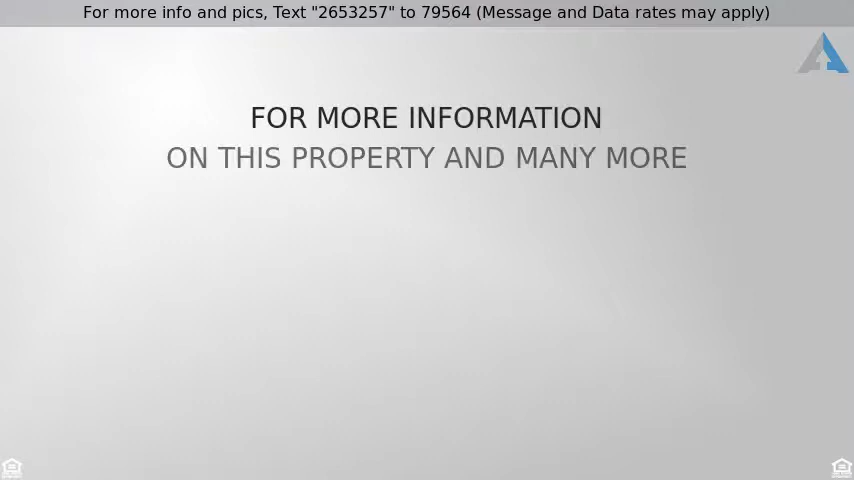 For more info and pics, Text "2653257" to 79564 (Message and Data rates may apply)
FOR MORE INFORMATION
ON THIS PROPERTY AND MANY MORE